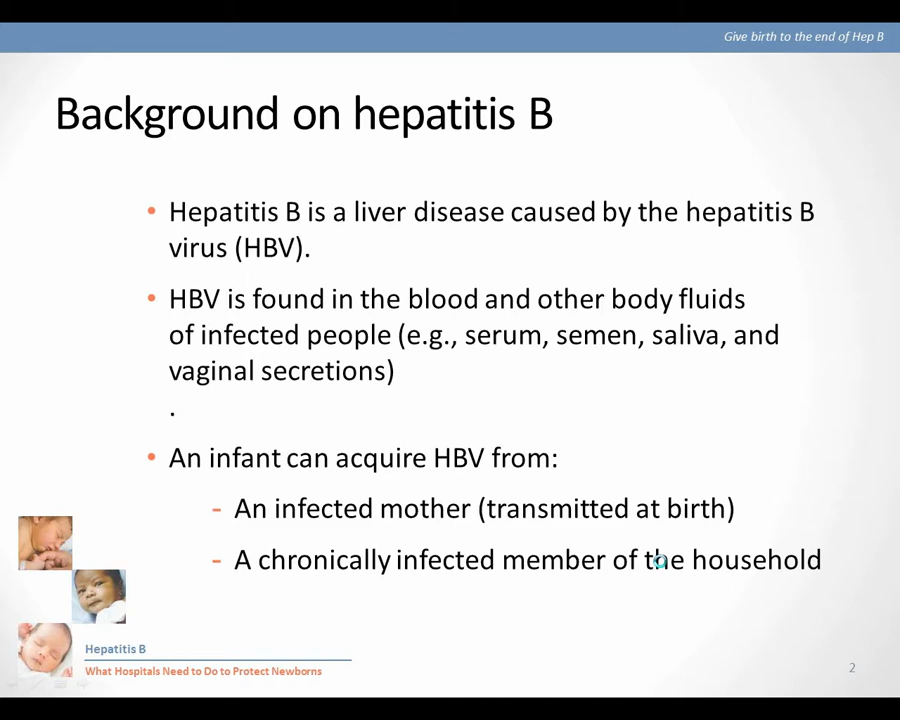 Give birth to the end of Hep B
Background on hepatitis B
• Hepatitis B is a liver disease caused by the hepatitis B
virus (HBV).
• HBV is found in the blood and other body fluids
of infected people (e.g., serum, semen, saliva, and
vaginal secretions)
.
• An infant can acquire HBV from:
- An infected mother (transmitted at birth)
- A chronically infected member of the household
Hepatitis B
What Hospitals Need to Do to Protect Newborns
2